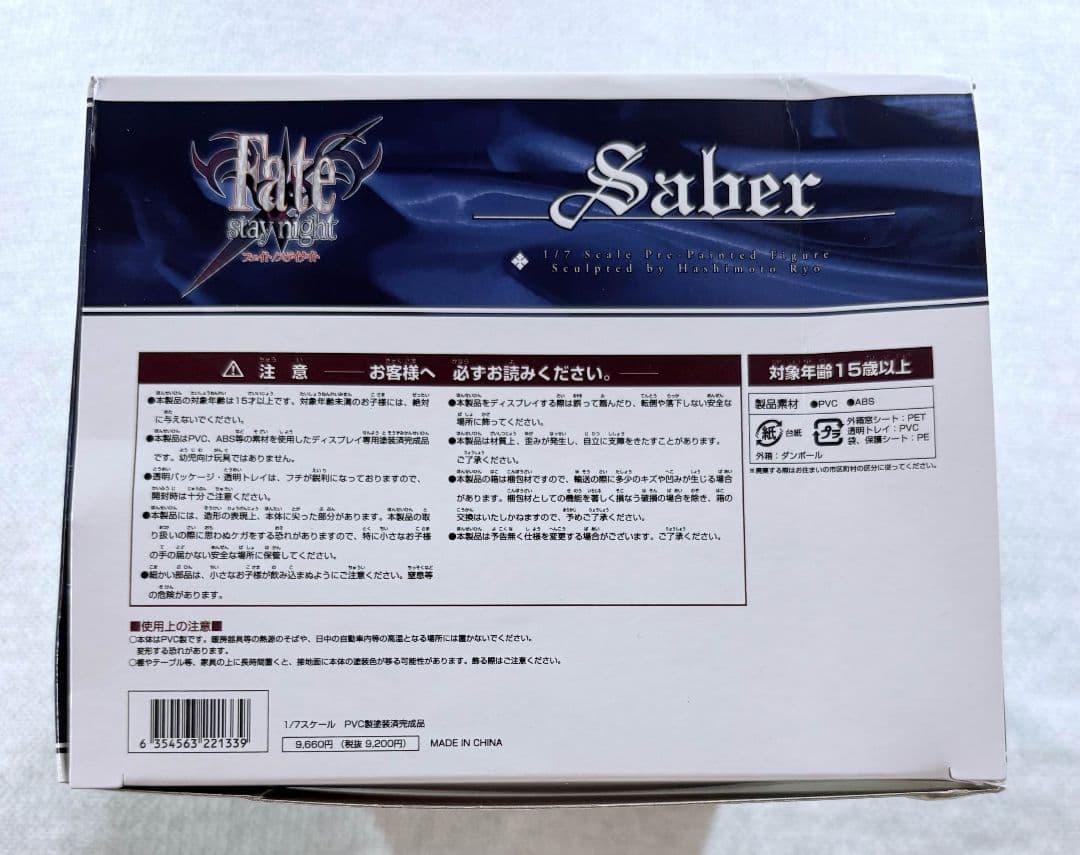 Fate
stay night
フェイト/ステイナイト
Saber
1/7 Scale Pre-Painted Figure
Sculpted by Hashimoto Ryo
注意 お客様へ 必ずお読みください。
●本製品の対象年齢は15才以上です。対象年齢未満のお子様には、絶対
に与えないでください。
●本製品はPVC、ABS等の素材を使用したディスプレイ専用塗装済完成品
です。幼児向け玩具ではありません。
●透明パッケージ・透明トレイは、フチが鋭利になっておりますので、
開封時は十分ご注意ください。
●本製品には、造形の表現上、本体に尖った部分があります。本製品の取
り扱いの際に思わぬケガをする恐れがありますので、特に小さなお子様
の手の届かない安全な場所に保管してください。
●細かい部品は、小さなお子様が飲み込まぬようにご注意ください。窒息等
の危険があります。
●本製品をディスプレイする際は誤って踏んだり、転倒や落下しない安全な
場所に飾ってください。
●本製品は材質上、歪みが発生し、自立に支障をきたすことがあります。
ご了承ください。
●本製品の箱は梱包材ですので、輸送の際に多少のキズや凹みが生じる場合
があります。梱包材としての機能を著しく損なう破損の場合を除き、箱の
交換はいたしかねますので、予めご了承ください。
●本製品は予告無く仕様を変更する場合がございます。ご了承ください。
対象年齢15歳以上
製品素材 ●PVC ●ABS
紙 台紙
外箱:ダンボール
プラ 外箱窓シート:PET
透明トレイ:PVC
袋、保護シート:PE
※廃棄する際はお住まいの市区町村の区分に従ってください。
■使用上の注意■
○本体はPVC製です。暖房器具等の熱源のそばや、日中の自動車内等の高温となる場所には置かないでください。
変形する恐れがあります。
○棚やテーブル等、家具の上に長時間置くと、接地面に本体の塗装色が移る可能性があります。飾る際はご注意ください。
6 354563 221339
1/7スケール PVC製塗装済完成品
9,660円(税抜 9,200円) MADE IN CHINA